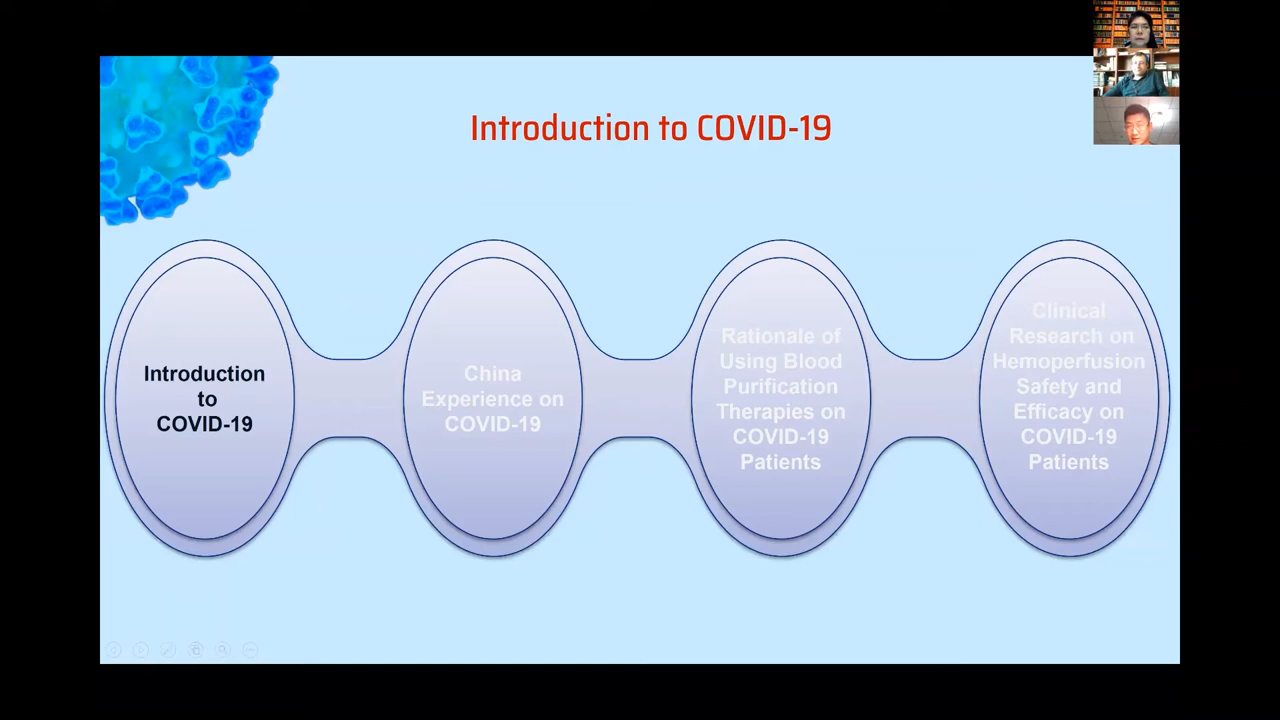 Introduction to COVID-19
Introduction
to
COVID-19
China
Experience on
COVID-19
Rationale of
Using Blood
Purification
Therapies on
COVID-19
Patients
Clinical
Research on
Hemoperfusion
Safety and
Efficacy on
COVID-19
Patients